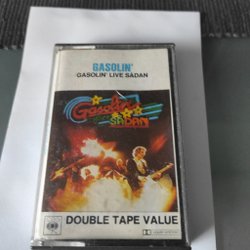 GASOLIN'
GASOLIN' LIVE SADAN
Gasolin'
SADAN
DOUBLE TAPE VALUE